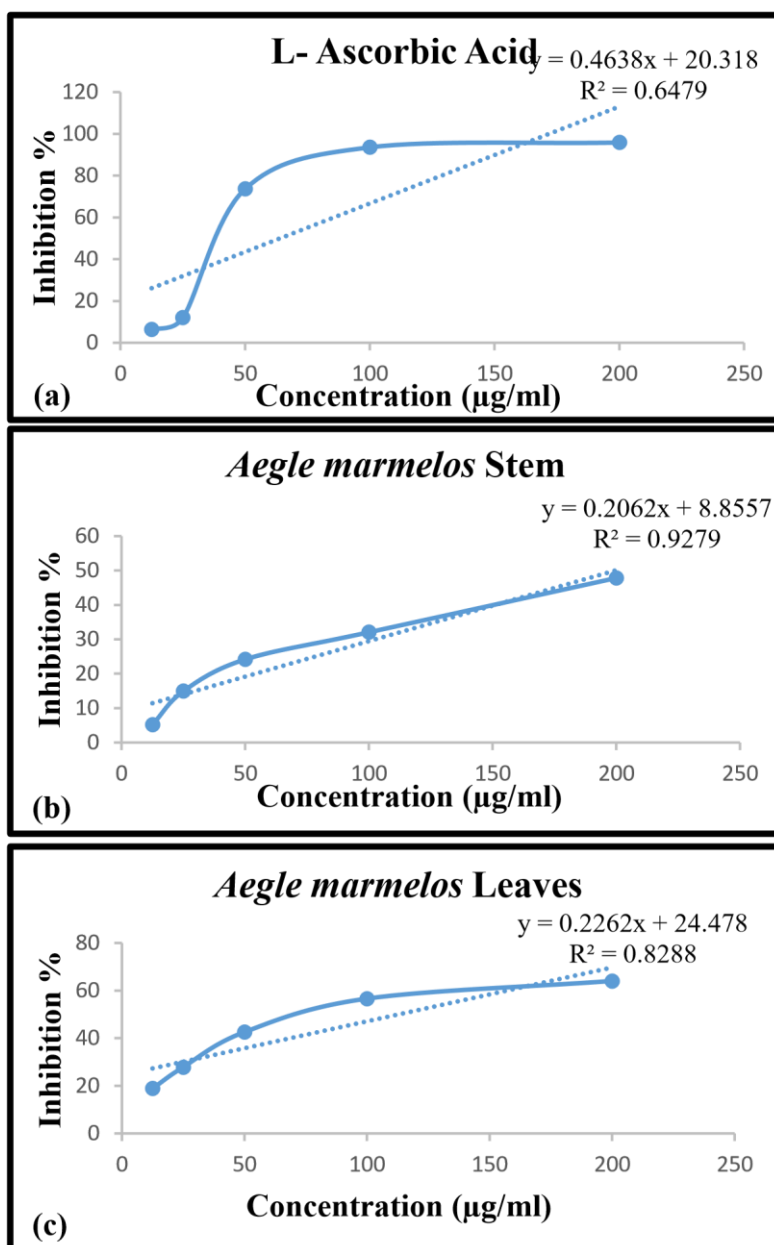 L- Ascorbic Acid
y = 0.4638x + 20.318
R² = 0.6479
120
100
80
60
40
20
0
Inhibition %
0 50 100 150 200 250
Concentration (µg/ml)
(a)
Aegle marmelos Stem
y = 0.2062x + 8.8557
R² = 0.9279
60
50
40
30
20
10
0
Inhibition %
0 50 100 150 200 250
Concentration (µg/ml)
(b)
Aegle marmelos Leaves
y = 0.2262x + 24.478
R² = 0.8288
80
60
40
20
0
Inhibition %
0 50 100 150 200 250
Concentration (µg/ml)
(c)